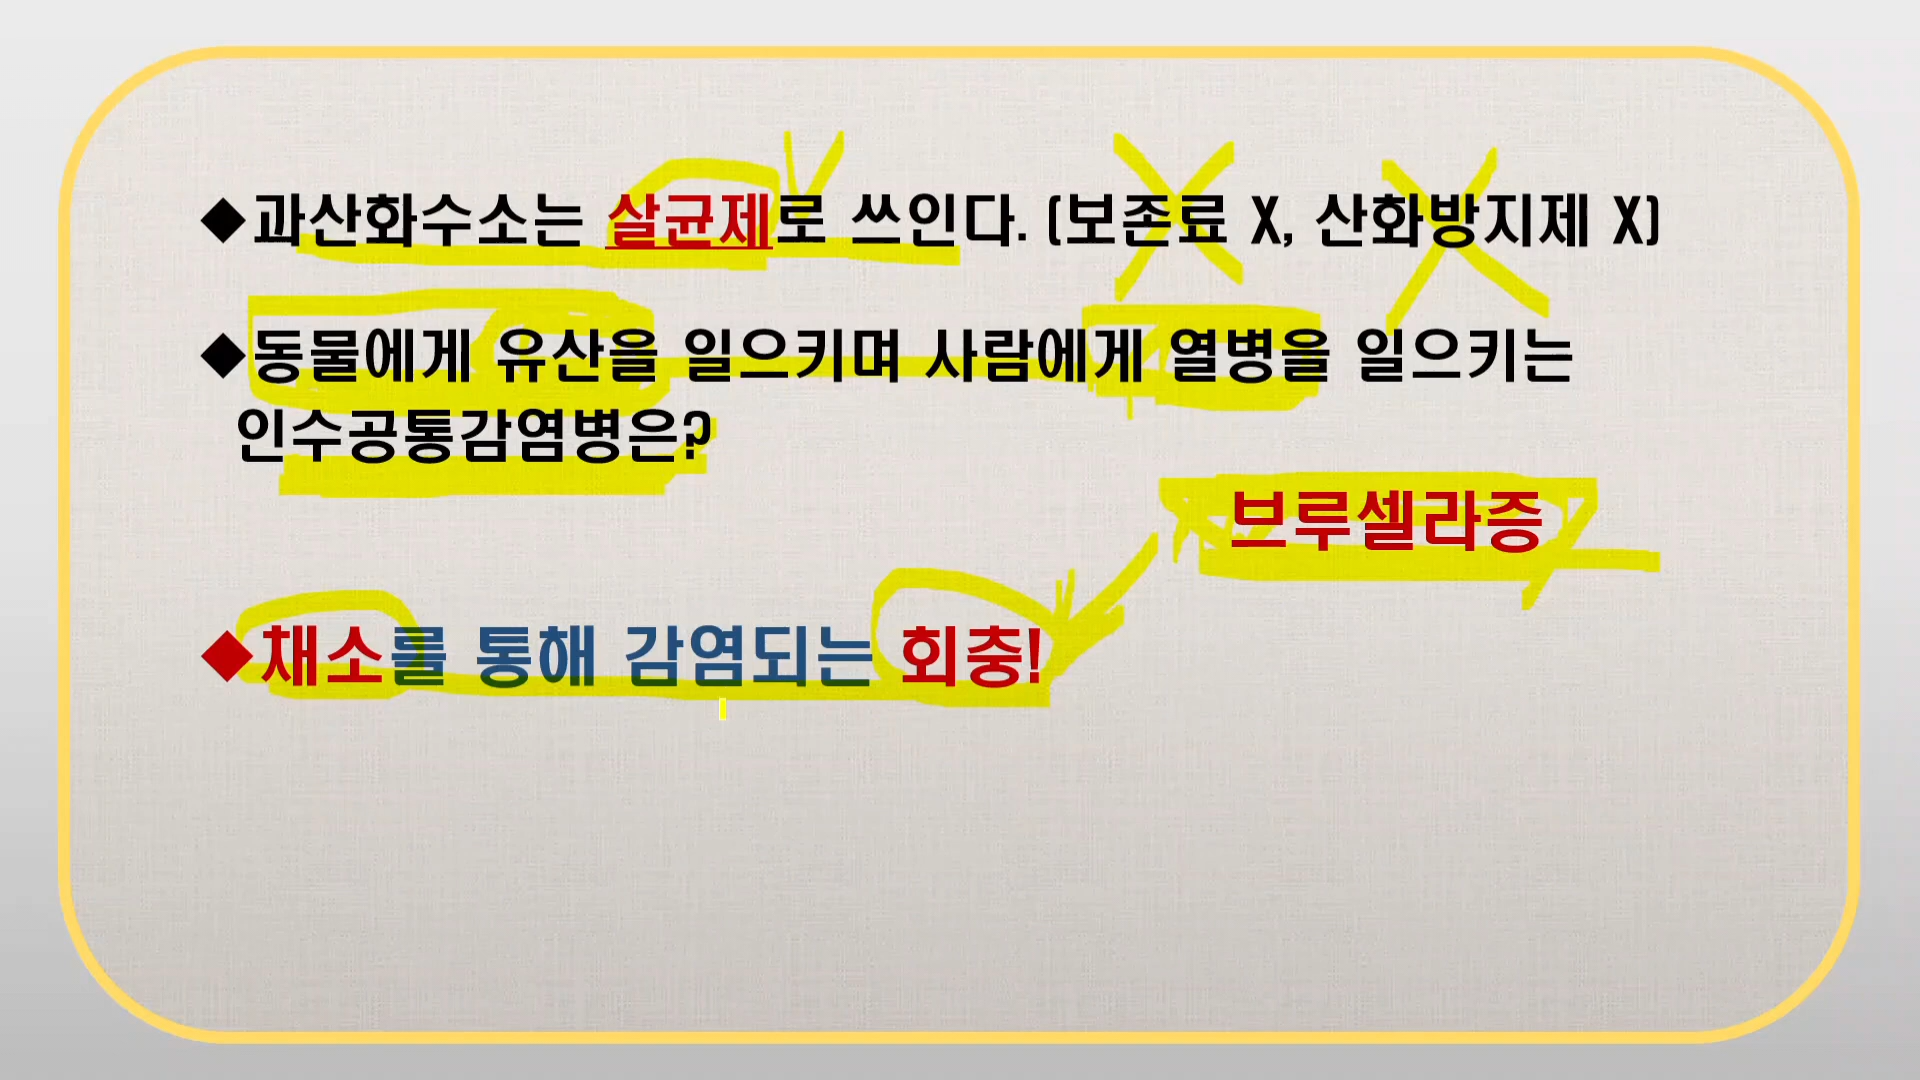 ◆과산화수소는 살균제로 쓰인다. (보존료 X, 산화방지제 X)
◆동물에게 유산을 일으키며 사람에게 열병을 일으키는
인수공통감염병은?
브루셀라증
◆채소를 통해 감염되는 회충!